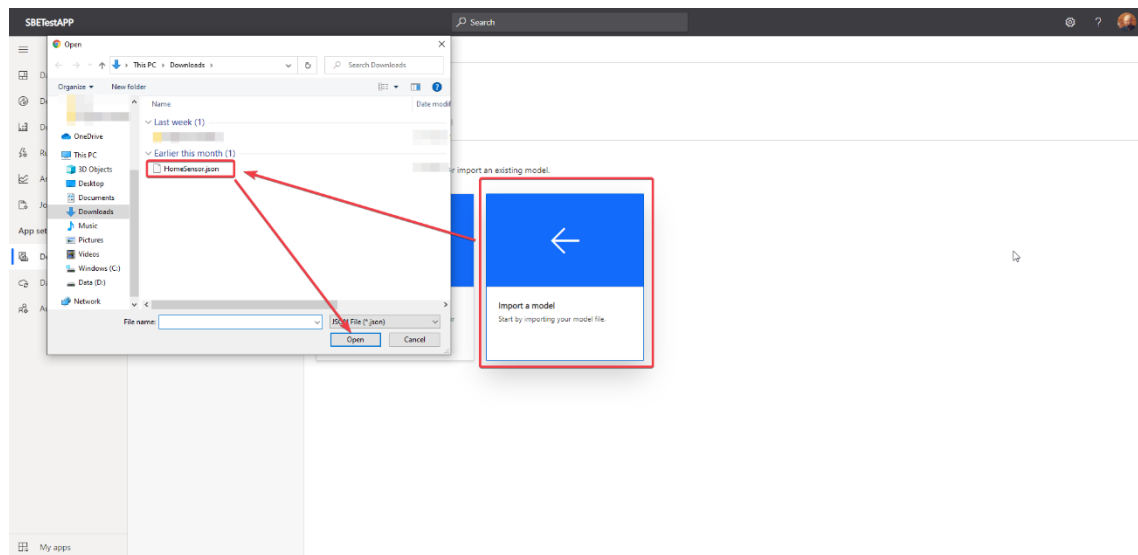 SBETestAPP
Search
?
Open
This PC > Downloads >
Search Downloads
Organize
New folder
Name
Date modif
Last week (1)
OneDrive
Earlier this month (1)
This PC
HomeSensor.json
3D Objects
r import an existing model.
Desktop
Documents
Downloads
Music
App set
Pictures
Videos
Windows (C:)
Data (D:)
Network
Import a model
Start by importing your model file.
File name:
JSON File (*.json)
Open
Cancel
My apps